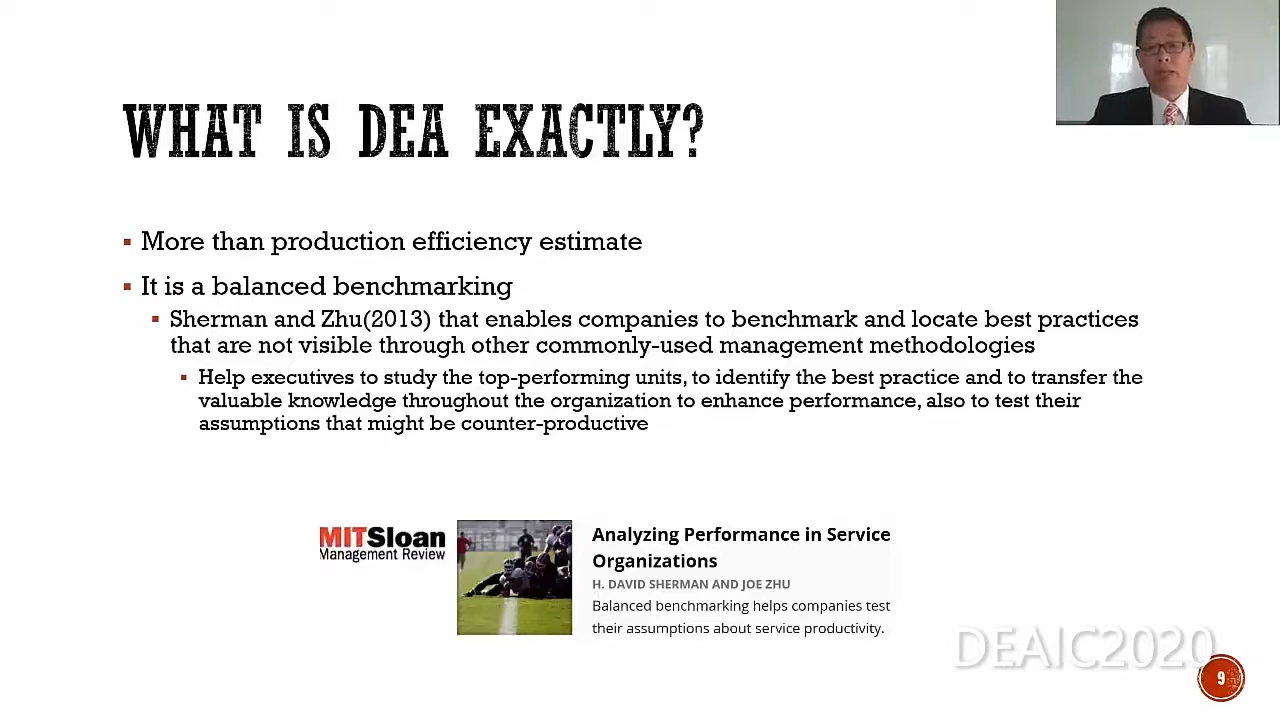 WHAT IS DEA EXACTLY?
More than production efficiency estimate
It is a balanced benchmarking
Sherman and Zhu(2013) that enables companies to benchmark and locate best practices
that are not visible through other commonly-used management methodologies
Help executives to study the top-performing units, to identify the best practice and to transfer the
valuable knowledge throughout the organization to enhance performance, also to test their
assumptions that might be counter-productive
MITSloan
Management Review
Analyzing Performance in Service
Organizations
H. DAVID SHERMAN AND JOE ZHU
Balanced benchmarking helps companies test
their assumptions about service productivity.
DEAIC2020
9